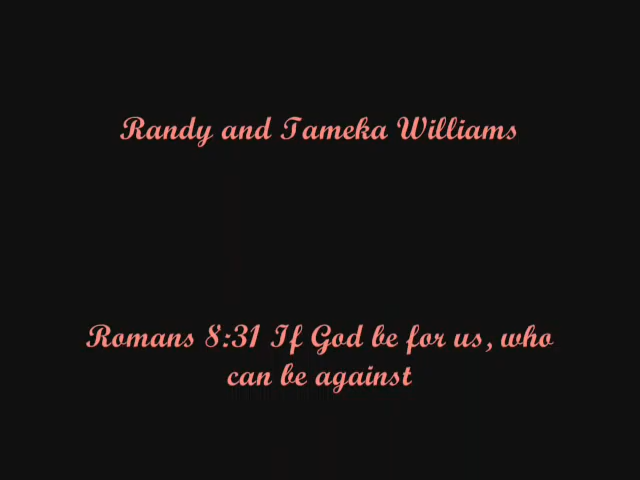 Randy and Tameka Williams
Romans 8:31 If God be for us, who
can be against